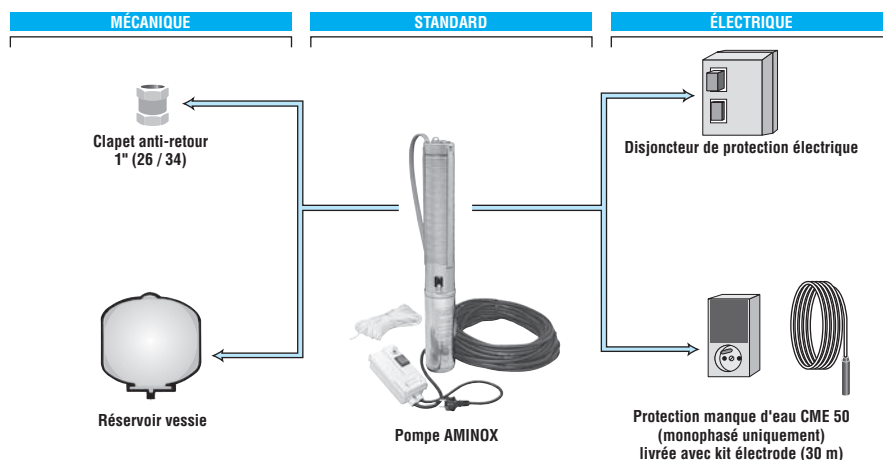 MÉCANIQUE
STANDARD
ÉLECTRIQUE
Clapet anti-retour
1" (26 / 34)
Disjoncteur de protection électrique
Réservoir vessie
Pompe AMINOX
Protection manque d'eau CME 50
(monophasé uniquement)
livrée avec kit électrode (30 m)